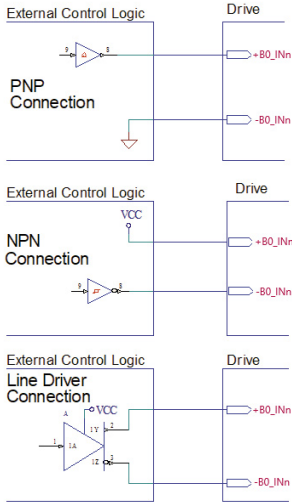 External Control Logic
Drive
9
8
+B0_INn
PNP
Connection
-B0_INn
External Control Logic
Drive
VCC
NPN
Connection
+B0_INn
9
8
-B0_INn
External Control Logic
Drive
Line Driver
Connection
A
VCC
1Y
2
+B0_INn
1
1A
1Z
3
-B0_INn